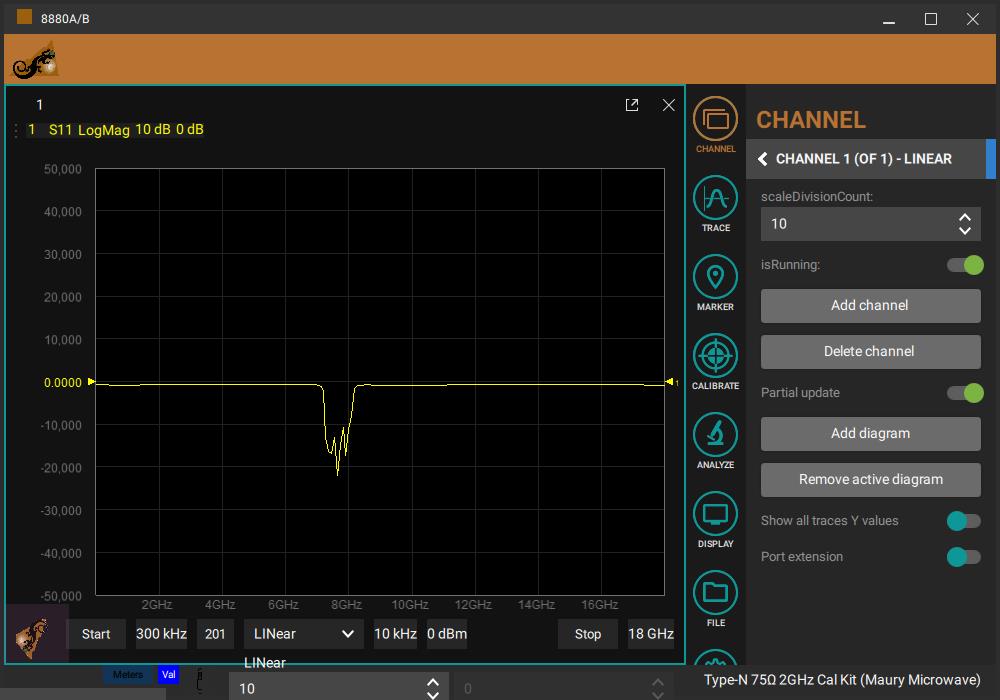 8880A/B
1
1 S11 LogMag 10 dB 0 dB
50,000
40,000
30,000
20,000
10,000
0.0000
1
-10,000
-20,000
-30,000
-40,000
-50,000
2GHz 4GHz 6GHz 8GHz 10GHz 12GHz 14GHz 16GHz
Start 300 kHz 201 LINear 10 kHz 0 dBm Stop 18 GHz
LINear
Meters Val
10 0
CHANNEL
TRACE
MARKER
CALIBRATE
ANALYZE
DISPLAY
FILE
CHANNEL
CHANNEL 1 (OF 1) - LINEAR
scaleDivisionCount:
10
isRunning:
Add channel
Delete channel
Partial update
Add diagram
Remove active diagram
Show all traces Y values
Port extension
Type-N 75Ω 2GHz Cal Kit (Maury Microwave)